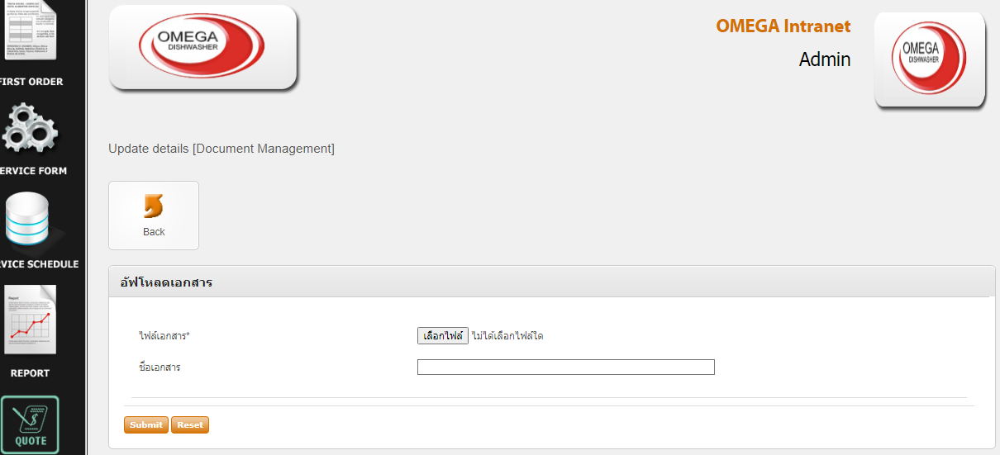 FIRST ORDER
ERVICE FORM
RVICE SCHEDULE
Report
REPORT
QUOTE
OMEGA
DISHWASHER
OMEGA Intranet
Admin
OMEGA
DISHWASHER
Update details [Document Management]
Back
อัฟโหลดเอกสาร
ไฟล์เอกสาร*
เลือกไฟล์ ไม่ได้เลือกไฟล์ใด
ชื่อเอกสาร
Submit Reset